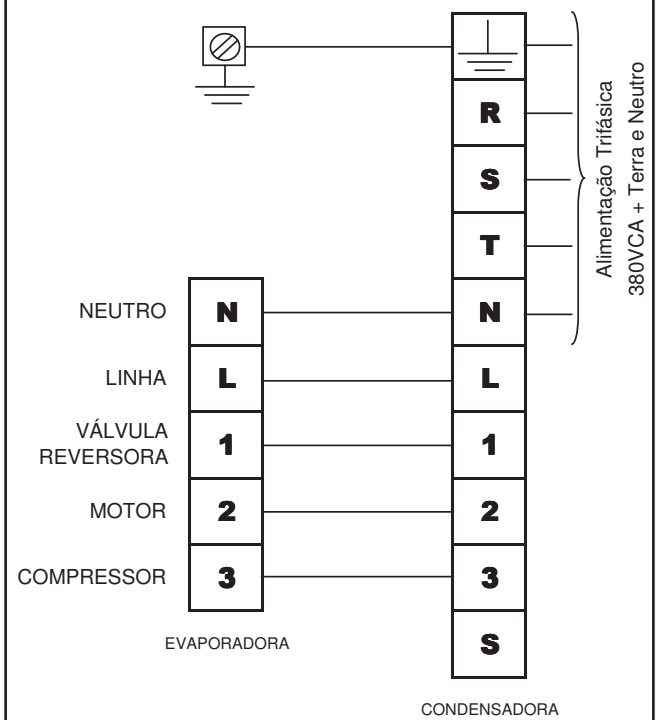 R
S
T
NEUTRO N N
LINHA L L
VÁLVULA
REVERSORA 1 1
MOTOR 2 2
COMPRESSOR 3 3
S
EVAPORADORA
CONDENSADORA
Alimentação Trifásica
380VCA + Terra e Neutro